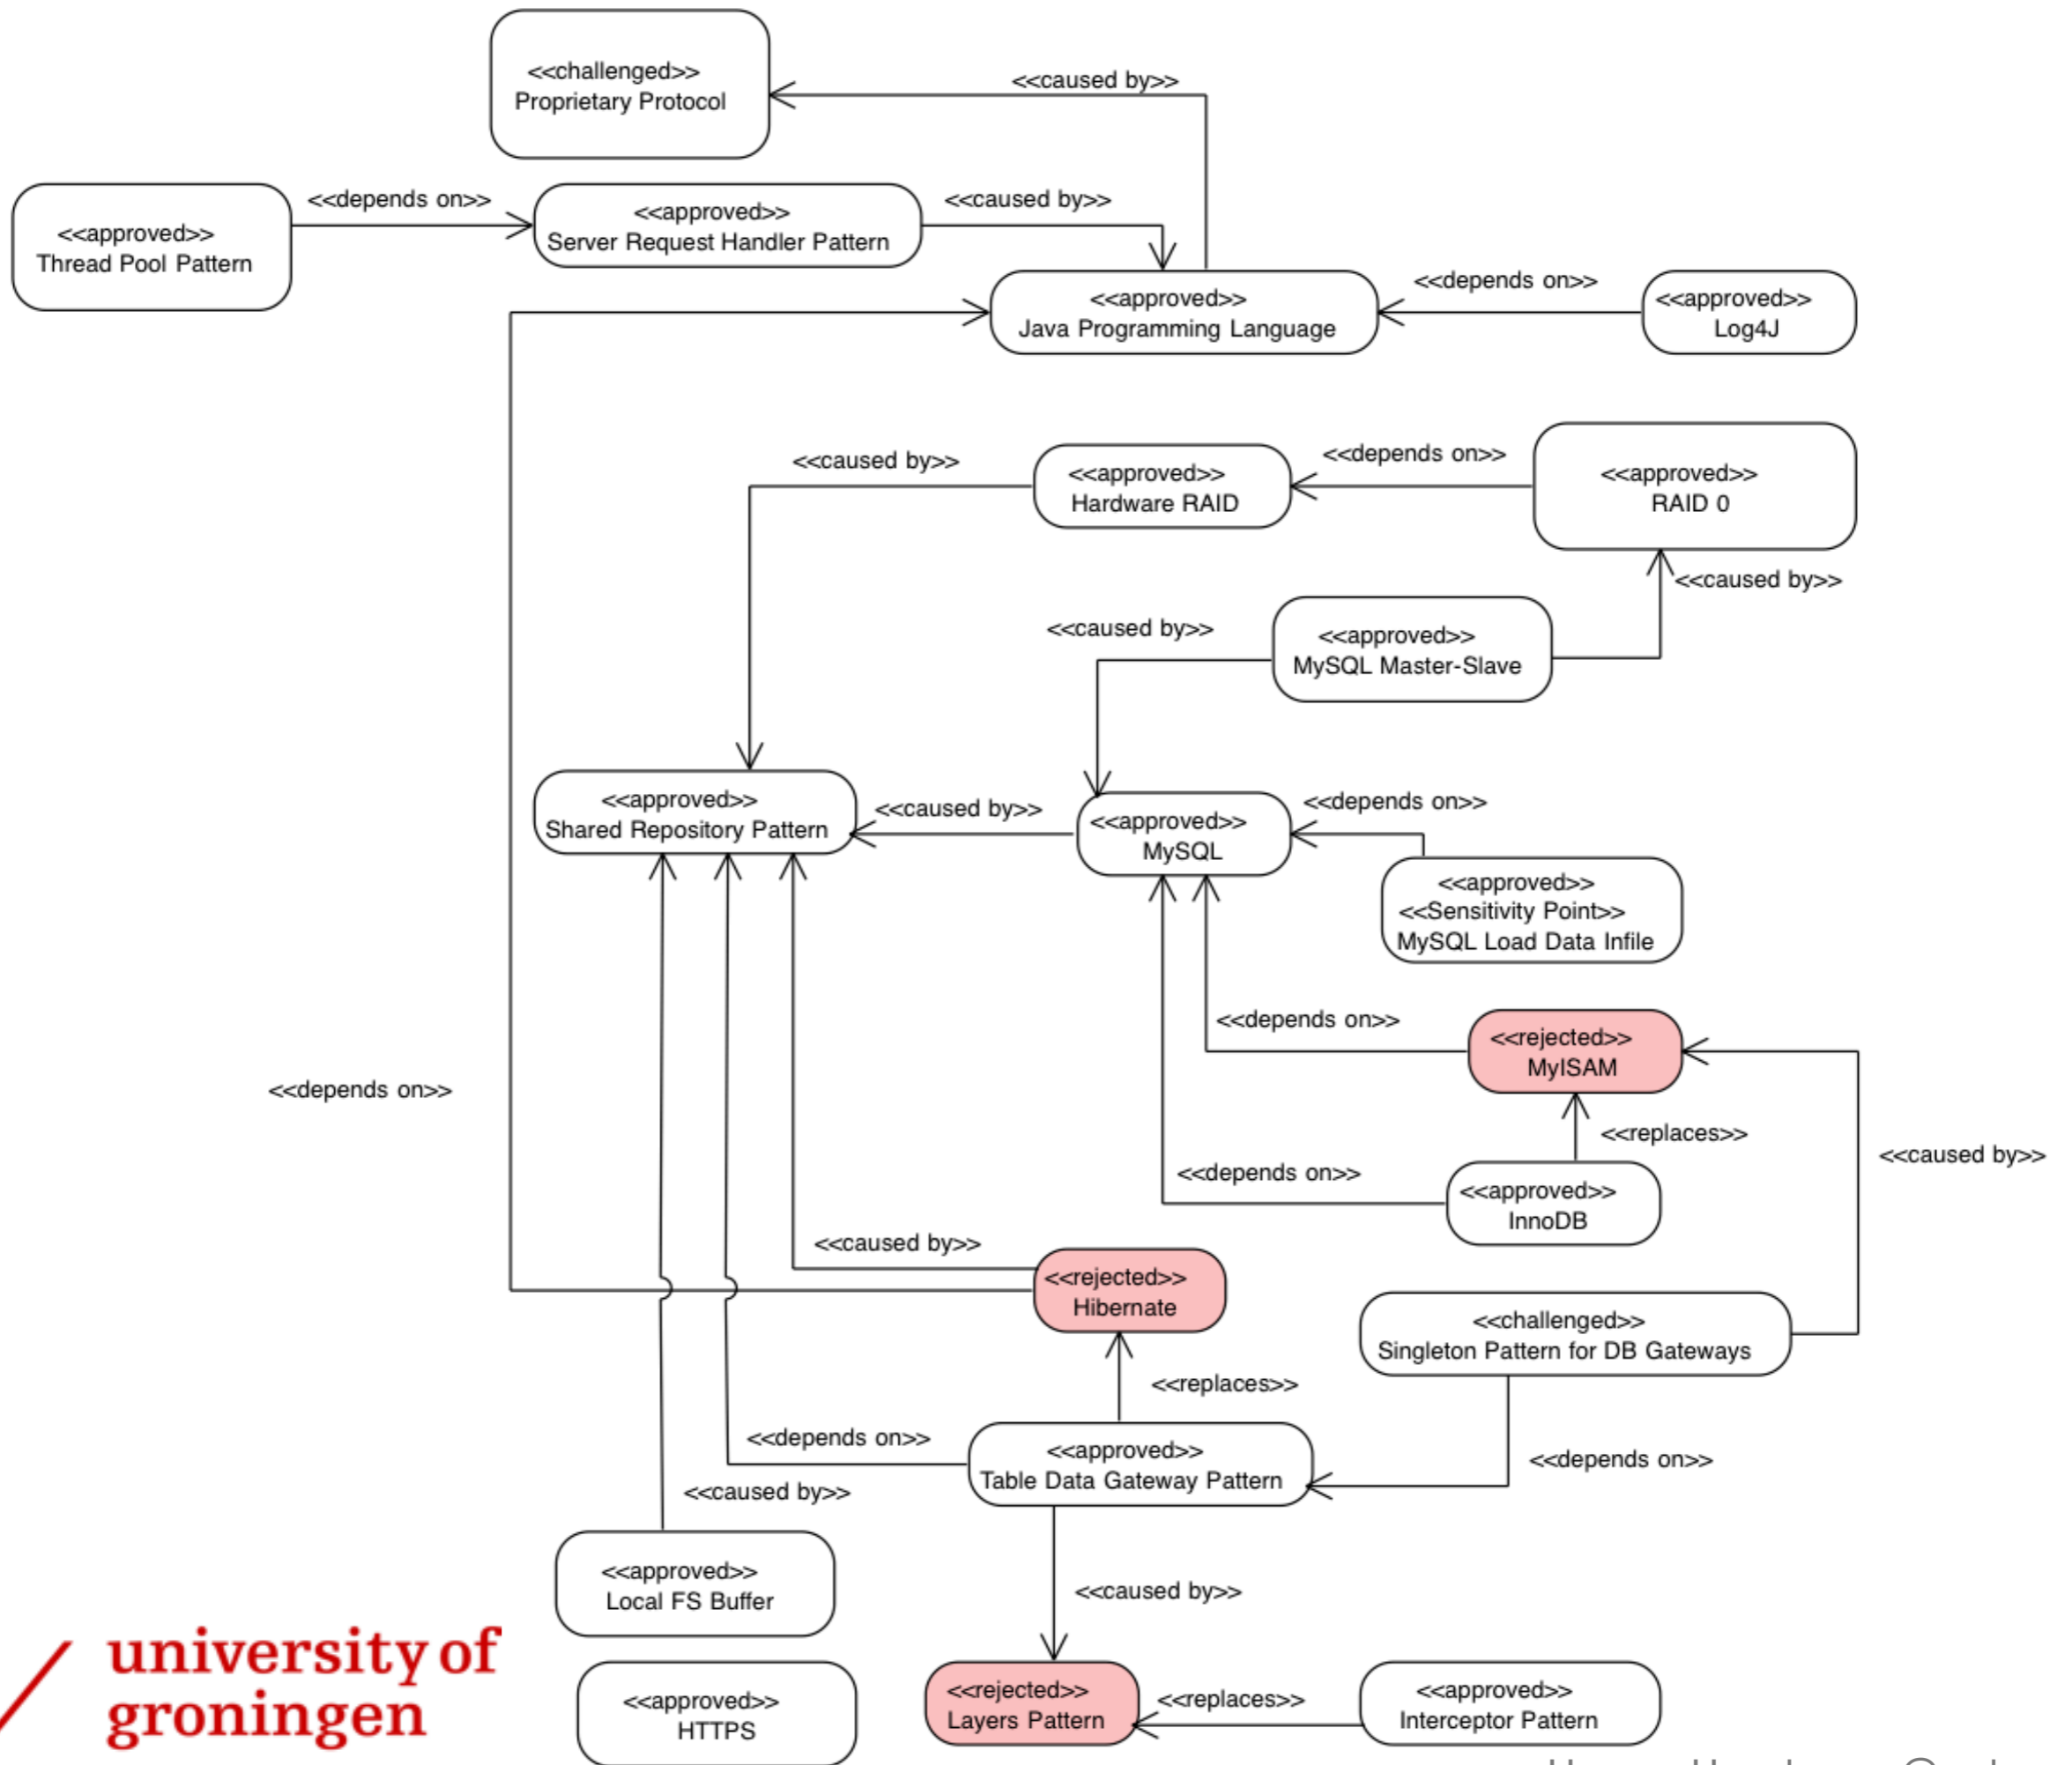 <<challenged>>
Proprietary Protocol
<<caused by>>
<<approved>>
Thread Pool Pattern
<<depends on>>
<<approved>>
Server Request Handler Pattern
<<caused by>>
<<approved>>
Java Programming Language
<<depends on>>
<<approved>>
Log4J
<<caused by>>
<<approved>>
Hardware RAID
<<depends on>>
<<approved>>
RAID 0
<<caused by>>
<<caused by>>
<<approved>>
MySQL Master-Slave
<<approved>>
Shared Repository Pattern
<<caused by>>
<<approved>>
MySQL
<<depends on>>
<<approved>>
<<Sensitivity Point>>
MySQL Load Data Infile
<<depends on>>
<<rejected>>
MyISAM
<<depends on>>
<<replaces>>
<<caused by>>
<<depends on>>
<<approved>>
InnoDB
<<caused by>>
<<rejected>>
Hibernate
<<challenged>>
Singleton Pattern for DB Gateways
<<replaces>>
<<depends on>>
<<approved>>
Table Data Gateway Pattern
<<depends on>>
<<caused by>>
<<approved>>
Local FS Buffer
<<caused by>>
university of
groningen
<<approved>>
HTTPS
<<rejected>>
Layers Pattern
<<replaces>>
<<approved>>
Interceptor Pattern